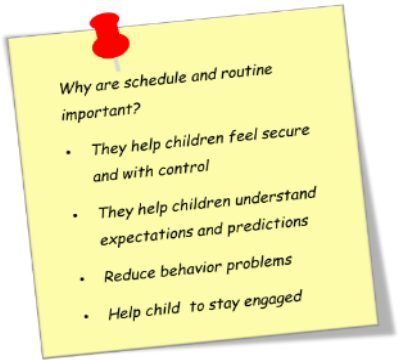 Why are schedule and routine
important?
• They help children feel secure
and with control
• They help children understand
expectations and predictions
• Reduce behavior problems
• Help child to stay engaged